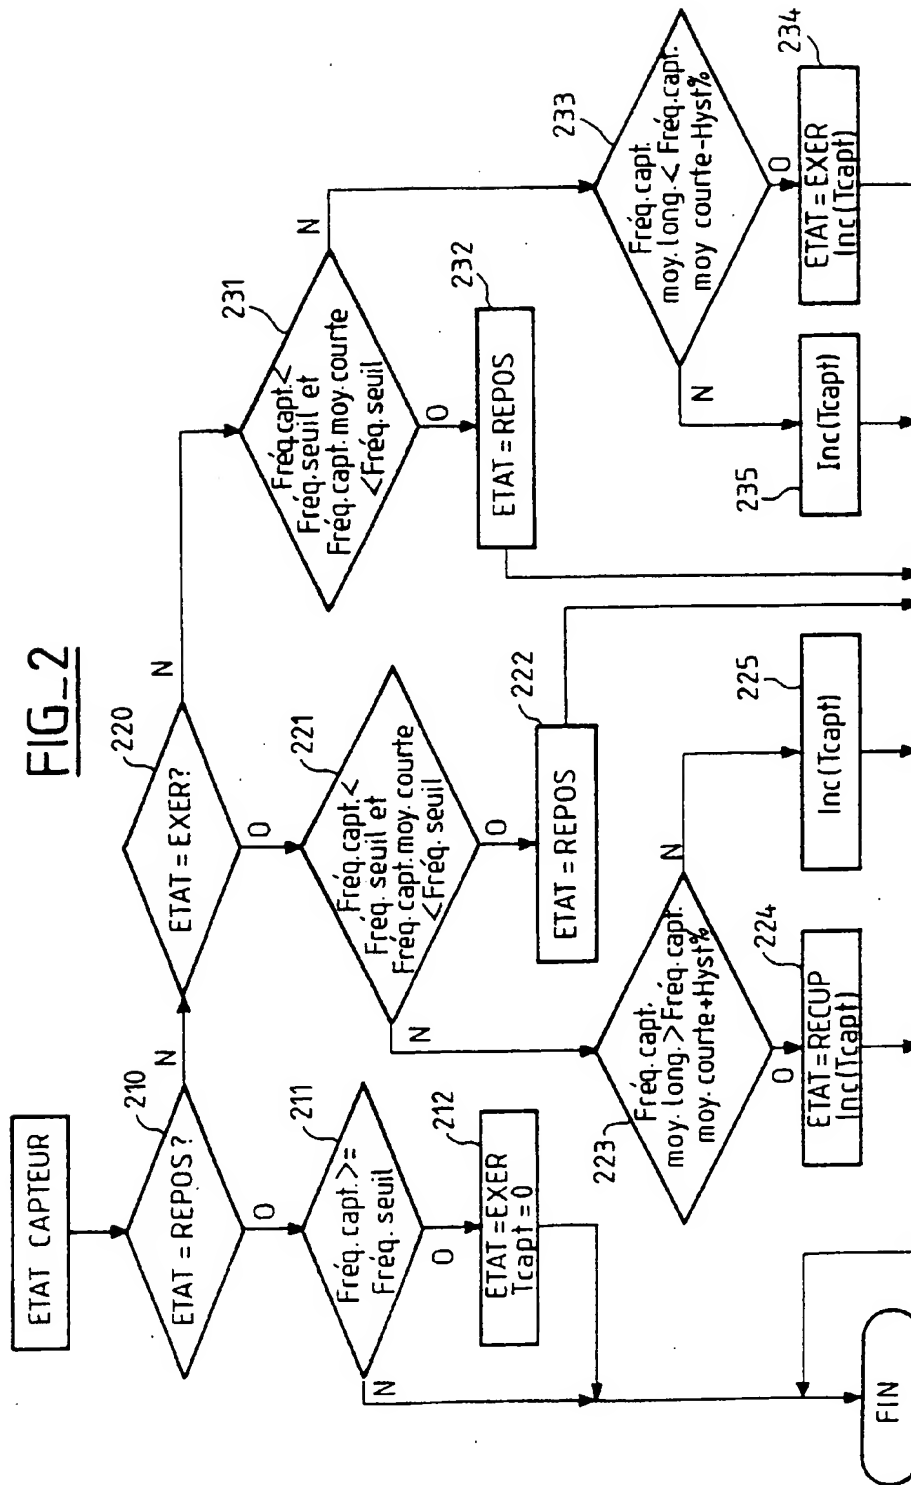 FIG_2
ETAT CAPTEUR
210
ETAT = REPOS ?
N
O
211
Fréq.capt.>=
Fréq. seuil
N
O
212
ETAT = EXER
Tcapt = 0
FIN
220
ETAT = EXER?
N
O
221
Fréq.capt.<
Fréq. seuil et
Fréq. capt.moy. courte
<Fréq. seuil
N
O
222
ETAT = REPOS
223
Fréq.capt.
moy. long.>Fréq.capt.
moy. courte+Hyst%
N
O
224
ETAT = RECUP
Inc(Tcapt)
225
Inc(Tcapt)
231
Fréq.capt.<
Fréq. seuil et
Fréq. capt. moy. courte
<Fréq. seuil
N
O
232
ETAT = REPOS
233
Fréq. capt.
moy. long.< Fréq. capt.
moy courte-Hyst%
N
O
234
ETAT = EXER
Inc(Tcapt)
235
Inc(Tcapt)